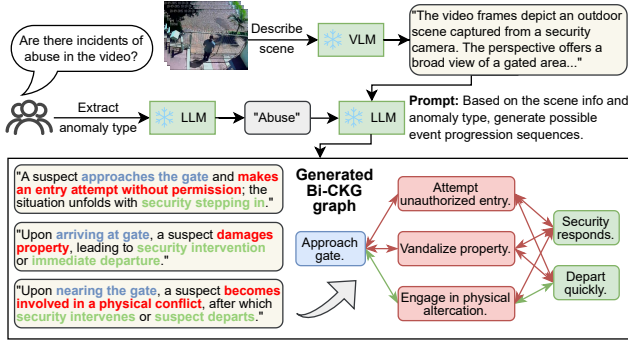 Are there incidents of
abuse in the video?
Describe
scene
VLM
"The video frames depict an outdoor
scene captured from a security
camera. The perspective offers a
broad view of a gated area..."
Extract
anomaly type
LLM
"Abuse"
LLM
Prompt: Based on the scene info and
anomaly type, generate possible
event progression sequences.
"A suspect approaches the gate and makes
an entry attempt without permission; the
situation unfolds with security stepping in."
"Upon arriving at gate, a suspect damages
property, leading to security intervention
or immediate departure."
"Upon nearing the gate, a suspect becomes
involved in a physical conflict, after which
security intervenes or suspect departs."
Generated
Bi-CKG
graph
Approach
gate.
Attempt
unauthorized entry.
Vandalize property.
Engage in physical
altercation.
Security
responds.
Depart
quickly.